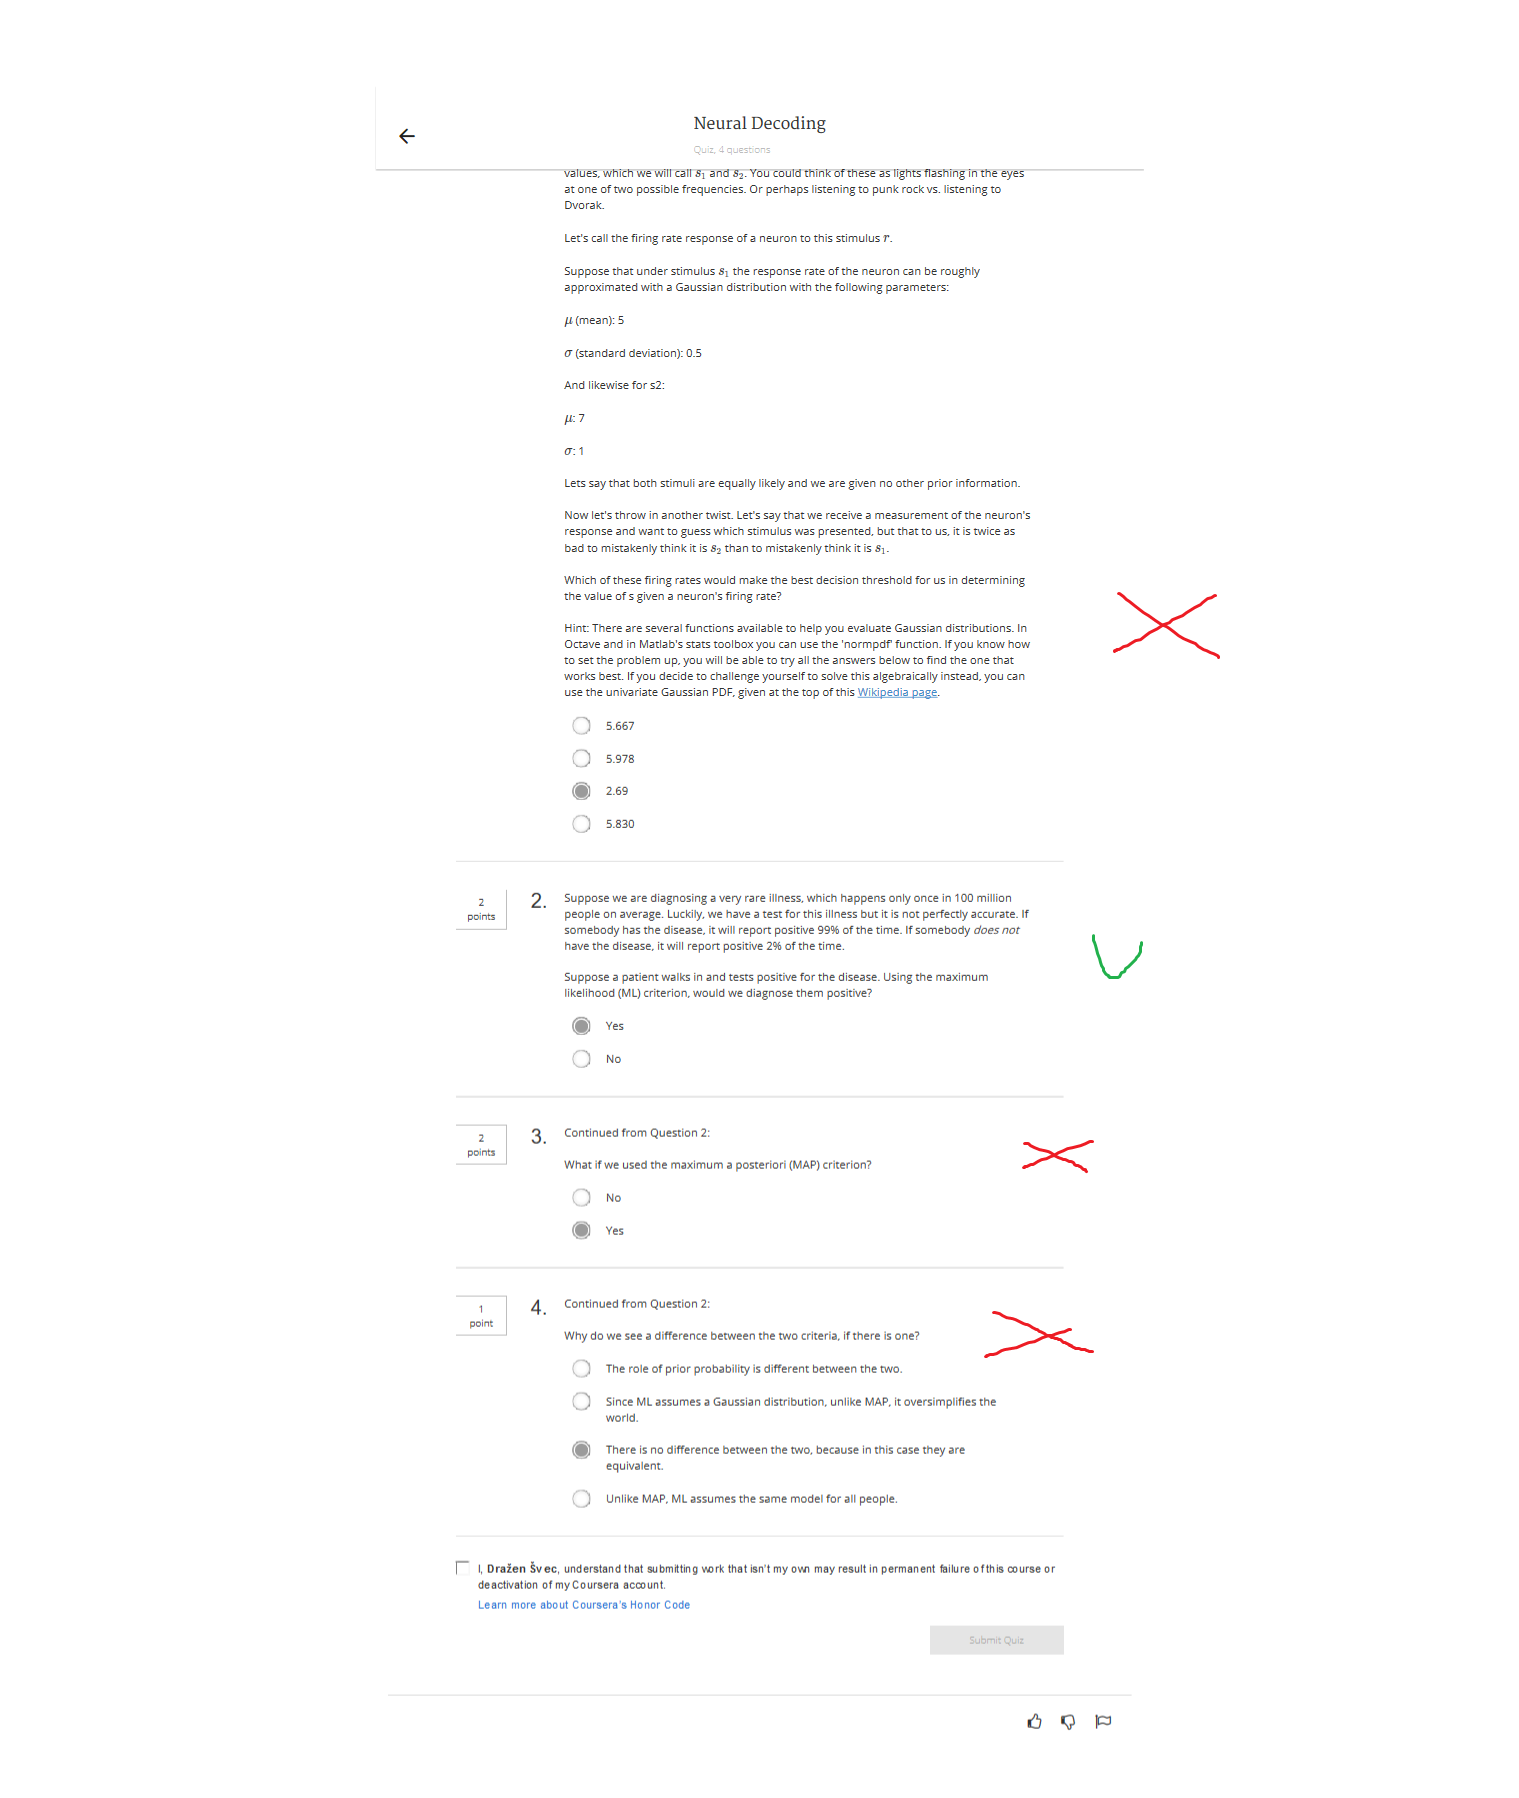 Neural Decoding
Quiz, 4 questions
values, which we will call s₁ and s₂. You could think of these as lights flashing in the eyes
at one of two possible frequencies. Or perhaps listening to punk rock vs. listening to
Dvorak.
Let's call the firing rate response of a neuron to this stimulus r.
Suppose that under stimulus s₁ the response rate of the neuron can be roughly
approximated with a Gaussian distribution with the following parameters:
μ (mean): 5
σ (standard deviation): 0.5
And likewise for s2:
μ: 7
σ: 1
Lets say that both stimuli are equally likely and we are given no other prior information.
Now let's throw in another twist. Let's say that we receive a measurement of the neuron's
response and want to guess which stimulus was presented, but that to us, it is twice as
bad to mistakenly think it is s₂ than to mistakenly think it is s₁.
Which of these firing rates would make the best decision threshold for us in determining
the value of s given a neuron's firing rate?
Hint: There are several functions available to help you evaluate Gaussian distributions. In
Octave and in Matlab's stats toolbox you can use the 'normpdf' function. If you know how
to set the problem up, you will be able to try all the answers below to find the one that
works best. If you decide to challenge yourself to solve this algebraically instead, you can
use the univariate Gaussian PDF, given at the top of this Wikipedia page.
5.667
5.978
2.69
5.830
2
points
2. Suppose we are diagnosing a very rare illness, which happens only once in 100 million
people on average. Luckily, we have a test for this illness but it is not perfectly accurate. If
somebody has the disease, it will report positive 99% of the time. If somebody does not
have the disease, it will report positive 2% of the time.
Suppose a patient walks in and tests positive for the disease. Using the maximum
likelihood (ML) criterion, would we diagnose them positive?
Yes
No
2
points
3. Continued from Question 2:
What if we used the maximum a posteriori (MAP) criterion?
No
Yes
1
point
4. Continued from Question 2:
Why do we see a difference between the two criteria, if there is one?
The role of prior probability is different between the two.
Since ML assumes a Gaussian distribution, unlike MAP, it oversimplifies the
world.
There is no difference between the two, because in this case they are
equivalent.
Unlike MAP, ML assumes the same model for all people.
I, Dražen Švec, understand that submitting work that isn't my own may result in permanent failure of this course or
deactivation of my Coursera account.
Learn more about Coursera's Honor Code
Submit Quiz